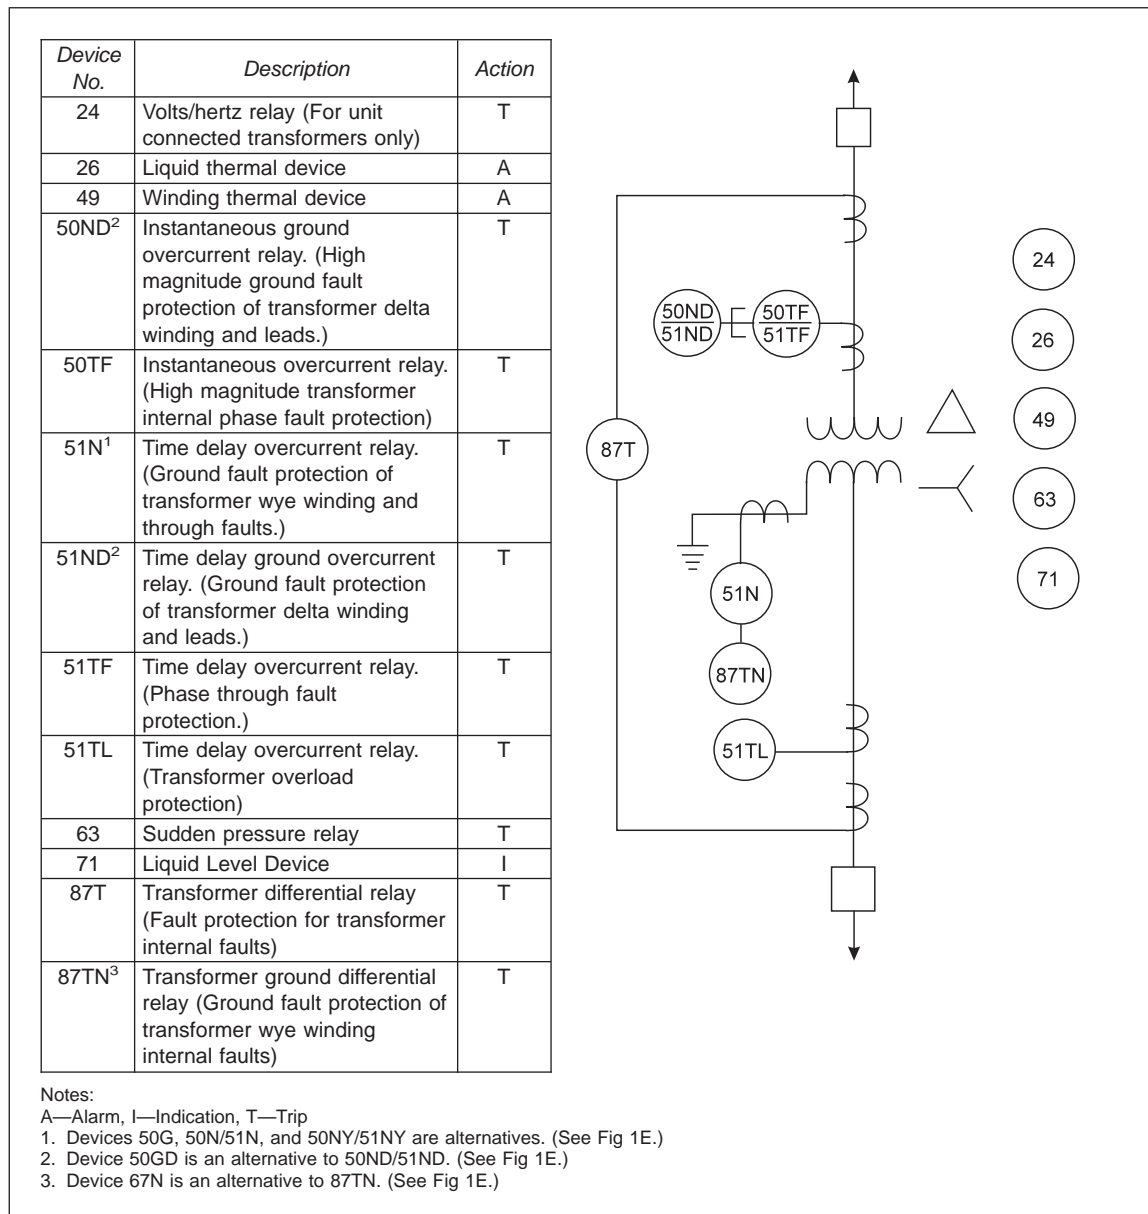 Device No.
Description
Action
24
Volts/hertz relay (For unit
connected transformers only)
T
26
Liquid thermal device
A
49
Winding thermal device
A
50ND²
Instantaneous ground
overcurrent relay. (High
magnitude ground fault
protection of transformer delta
winding and leads.)
T
50TF
Instantaneous overcurrent relay.
(High magnitude transformer
internal phase fault protection)
T
51N¹
Time delay overcurrent relay.
(Ground fault protection of
transformer wye winding and
through faults.)
T
51ND²
Time delay ground overcurrent
relay. (Ground fault protection
of transformer delta winding
and leads.)
T
51TF
Time delay overcurrent relay.
(Phase through fault
protection.)
T
51TL
Time delay overcurrent relay.
(Transformer overload
protection)
T
63
Sudden pressure relay
T
71
Liquid Level Device
I
87T
Transformer differential relay
(Fault protection for transformer
internal faults)
T
87TN³
Transformer ground differential
relay (Ground fault protection of
transformer wye winding
internal faults)
T
50ND
51ND
50TF
51TF
87T
51N
87TN
51TL
24
26
49
63
71
Notes:
A—Alarm, I—Indication, T—Trip
1. Devices 50G, 50N/51N, and 50NY/51NY are alternatives. (See Fig 1E.)
2. Device 50GD is an alternative to 50ND/51ND. (See Fig 1E.)
3. Device 67N is an alternative to 87TN. (See Fig 1E.)